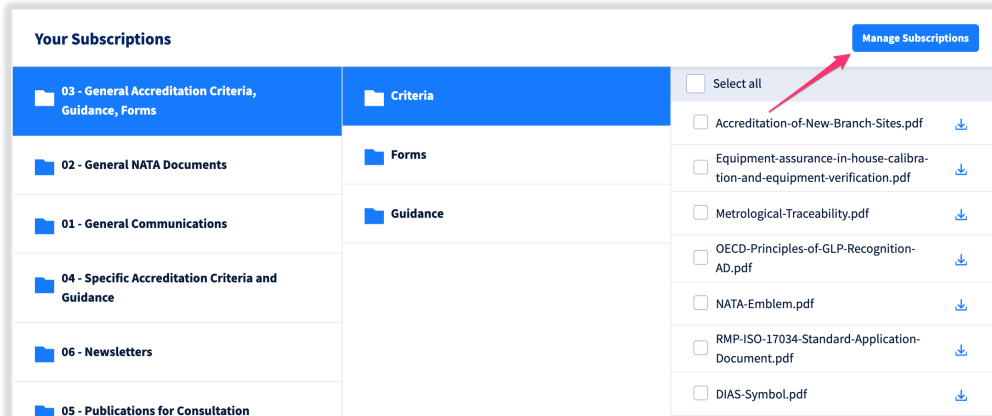 Your Subscriptions
Manage Subscriptions
03 - General Accreditation Criteria,
Guidance, Forms
02 - General NATA Documents
01 - General Communications
04 - Specific Accreditation Criteria and
Guidance
06 - Newsletters
05 - Publications for Consultation
Criteria
Forms
Guidance
Select all
Accreditation-of-New-Branch-Sites.pdf
Equipment-assurance-in-house-calibra-
tion-and-equipment-verification.pdf
Metrological-Traceability.pdf
OECD-Principles-of-GLP-Recognition-
AD.pdf
NATA-Emblem.pdf
RMP-ISO-17034-Standard-Application-
Document.pdf
DIAS-Symbol.pdf